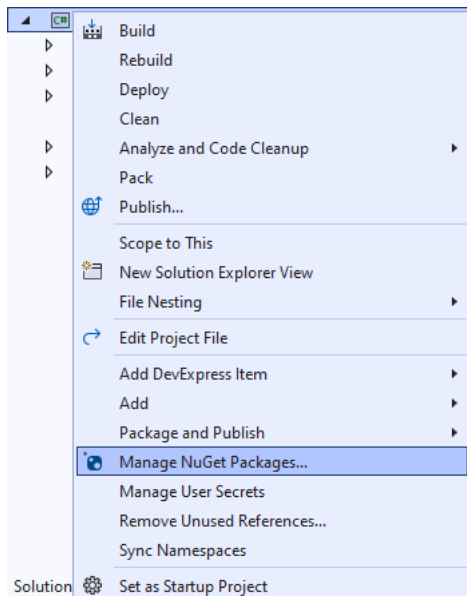 C#
Build
Rebuild
Deploy
Clean
Analyze and Code Cleanup
Pack
Publish...
Scope to This
New Solution Explorer View
File Nesting
Edit Project File
Add DevExpress Item
Add
Package and Publish
Manage NuGet Packages...
Manage User Secrets
Remove Unused References...
Sync Namespaces
Solution
Set as Startup Project